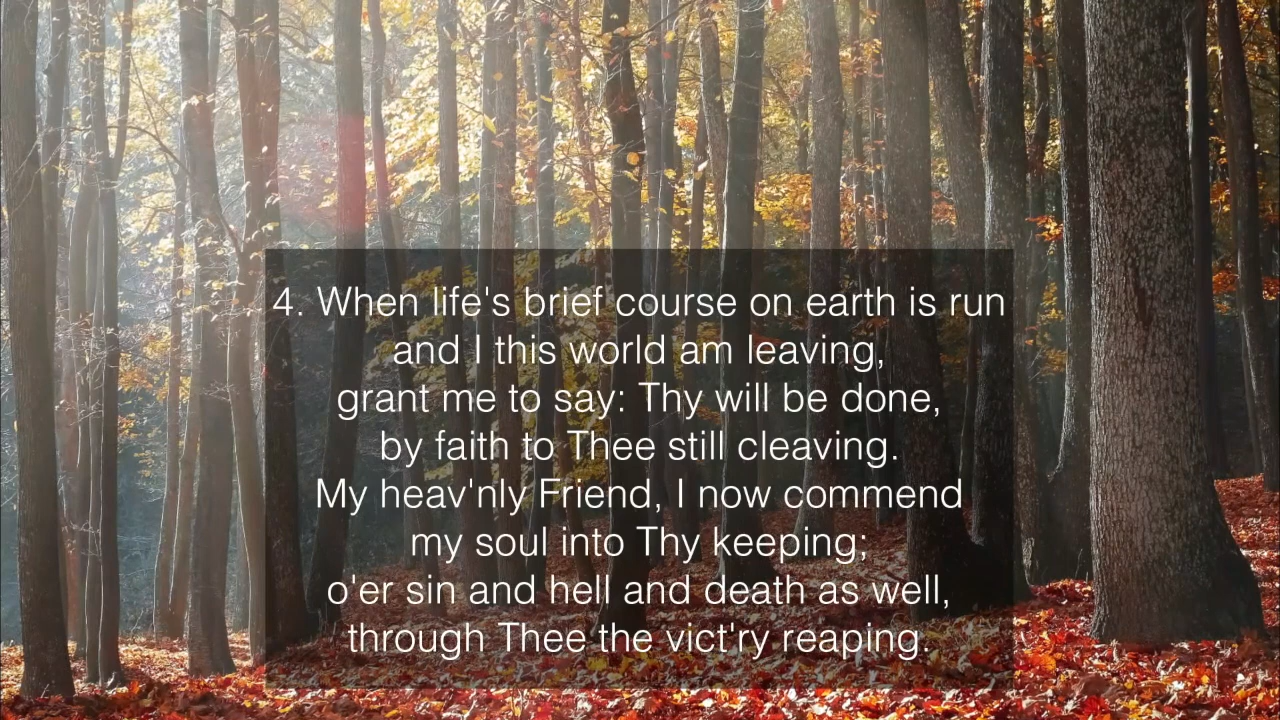 4. When life's brief course on earth is run
and I this world am leaving,
grant me to say: Thy will be done,
by faith to Thee still cleaving.
My heav'nly Friend, I now commend
my soul into Thy keeping;
o'er sin and hell and death as well,
through Thee the vict'ry reaping.